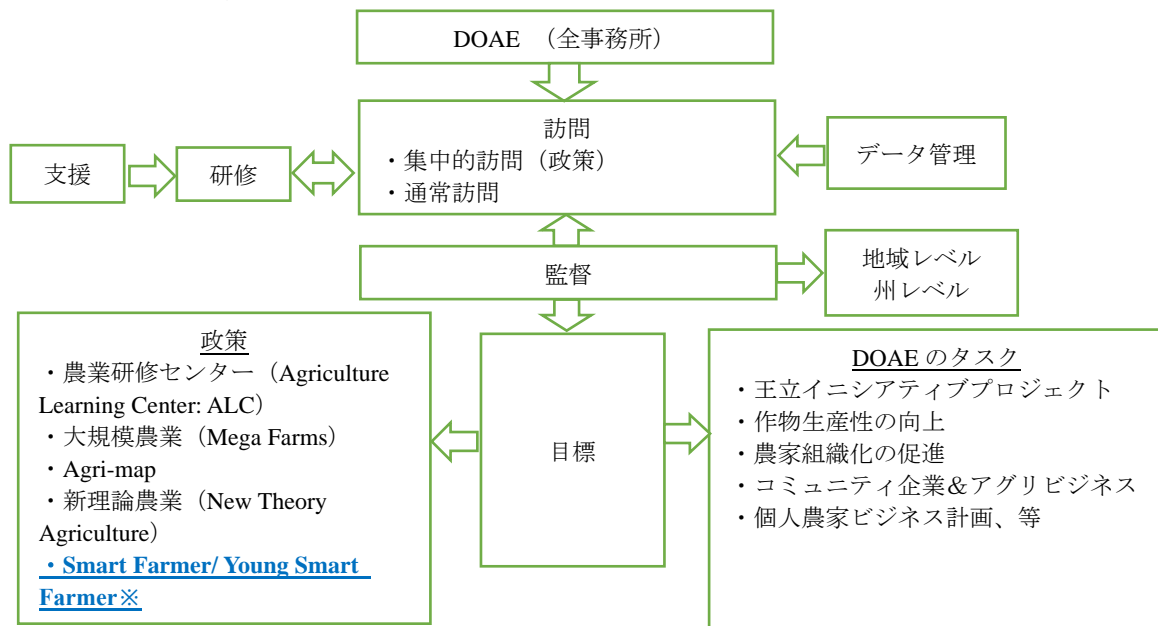 DOAE （全事務所）
訪問
・集中的訪問（政策）
・通常訪問
支援
研修
データ管理
監督
地域レベル
州レベル
政策
・農業研修センター（Agriculture
Learning Center: ALC）
・大規模農業（Mega Farms）
・Agri-map
・新理論農業（New Theory
Agriculture）
・Smart Farmer/ Young Smart
Farmer※
目標
DOAE のタスク
・王立イニシアティブプロジェクト
・作物生産性の向上
・農家組織化の促進
・コミュニティ企業＆アグリビジネス
・個人農家ビジネス計画、等